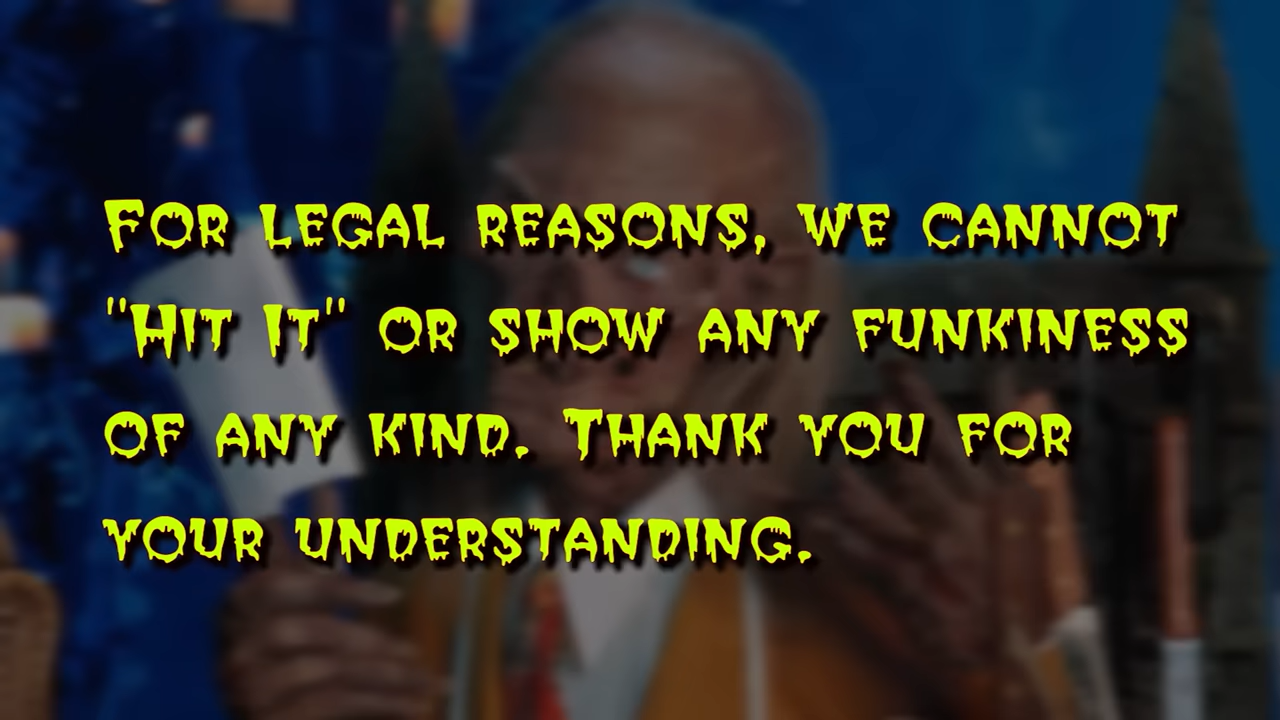 For legal reasons, we cannot
"Hit It" or show any funkiness
of any kind. Thank you for
your understanding.